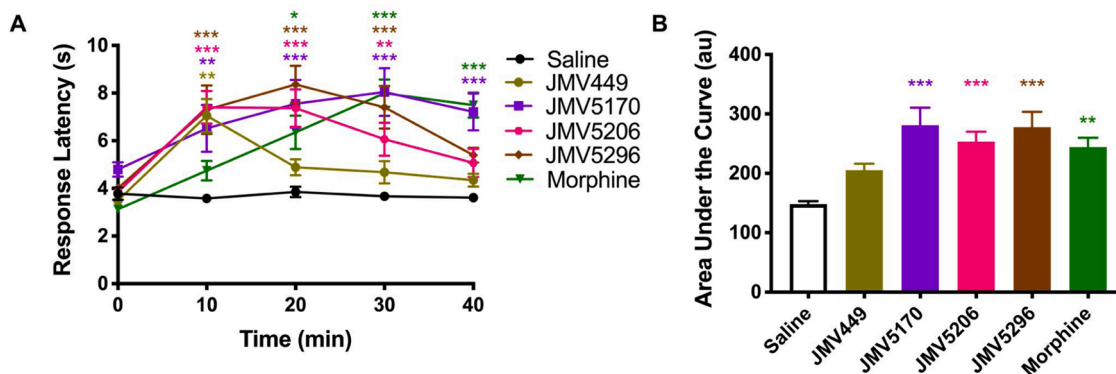 A
Response Latency (s)
10
8
6
4
2
0
0
10
20
30
40
Time (min)
***
***
**
**
*
***
***
***
***
***
**
***
***
***
Saline
JMV449
JMV5170
JMV5206
JMV5296
Morphine
B
Area Under the Curve (au)
400
300
200
100
0
***
***
***
**
Saline
JMV449
JMV5170
JMV5206
JMV5296
Morphine